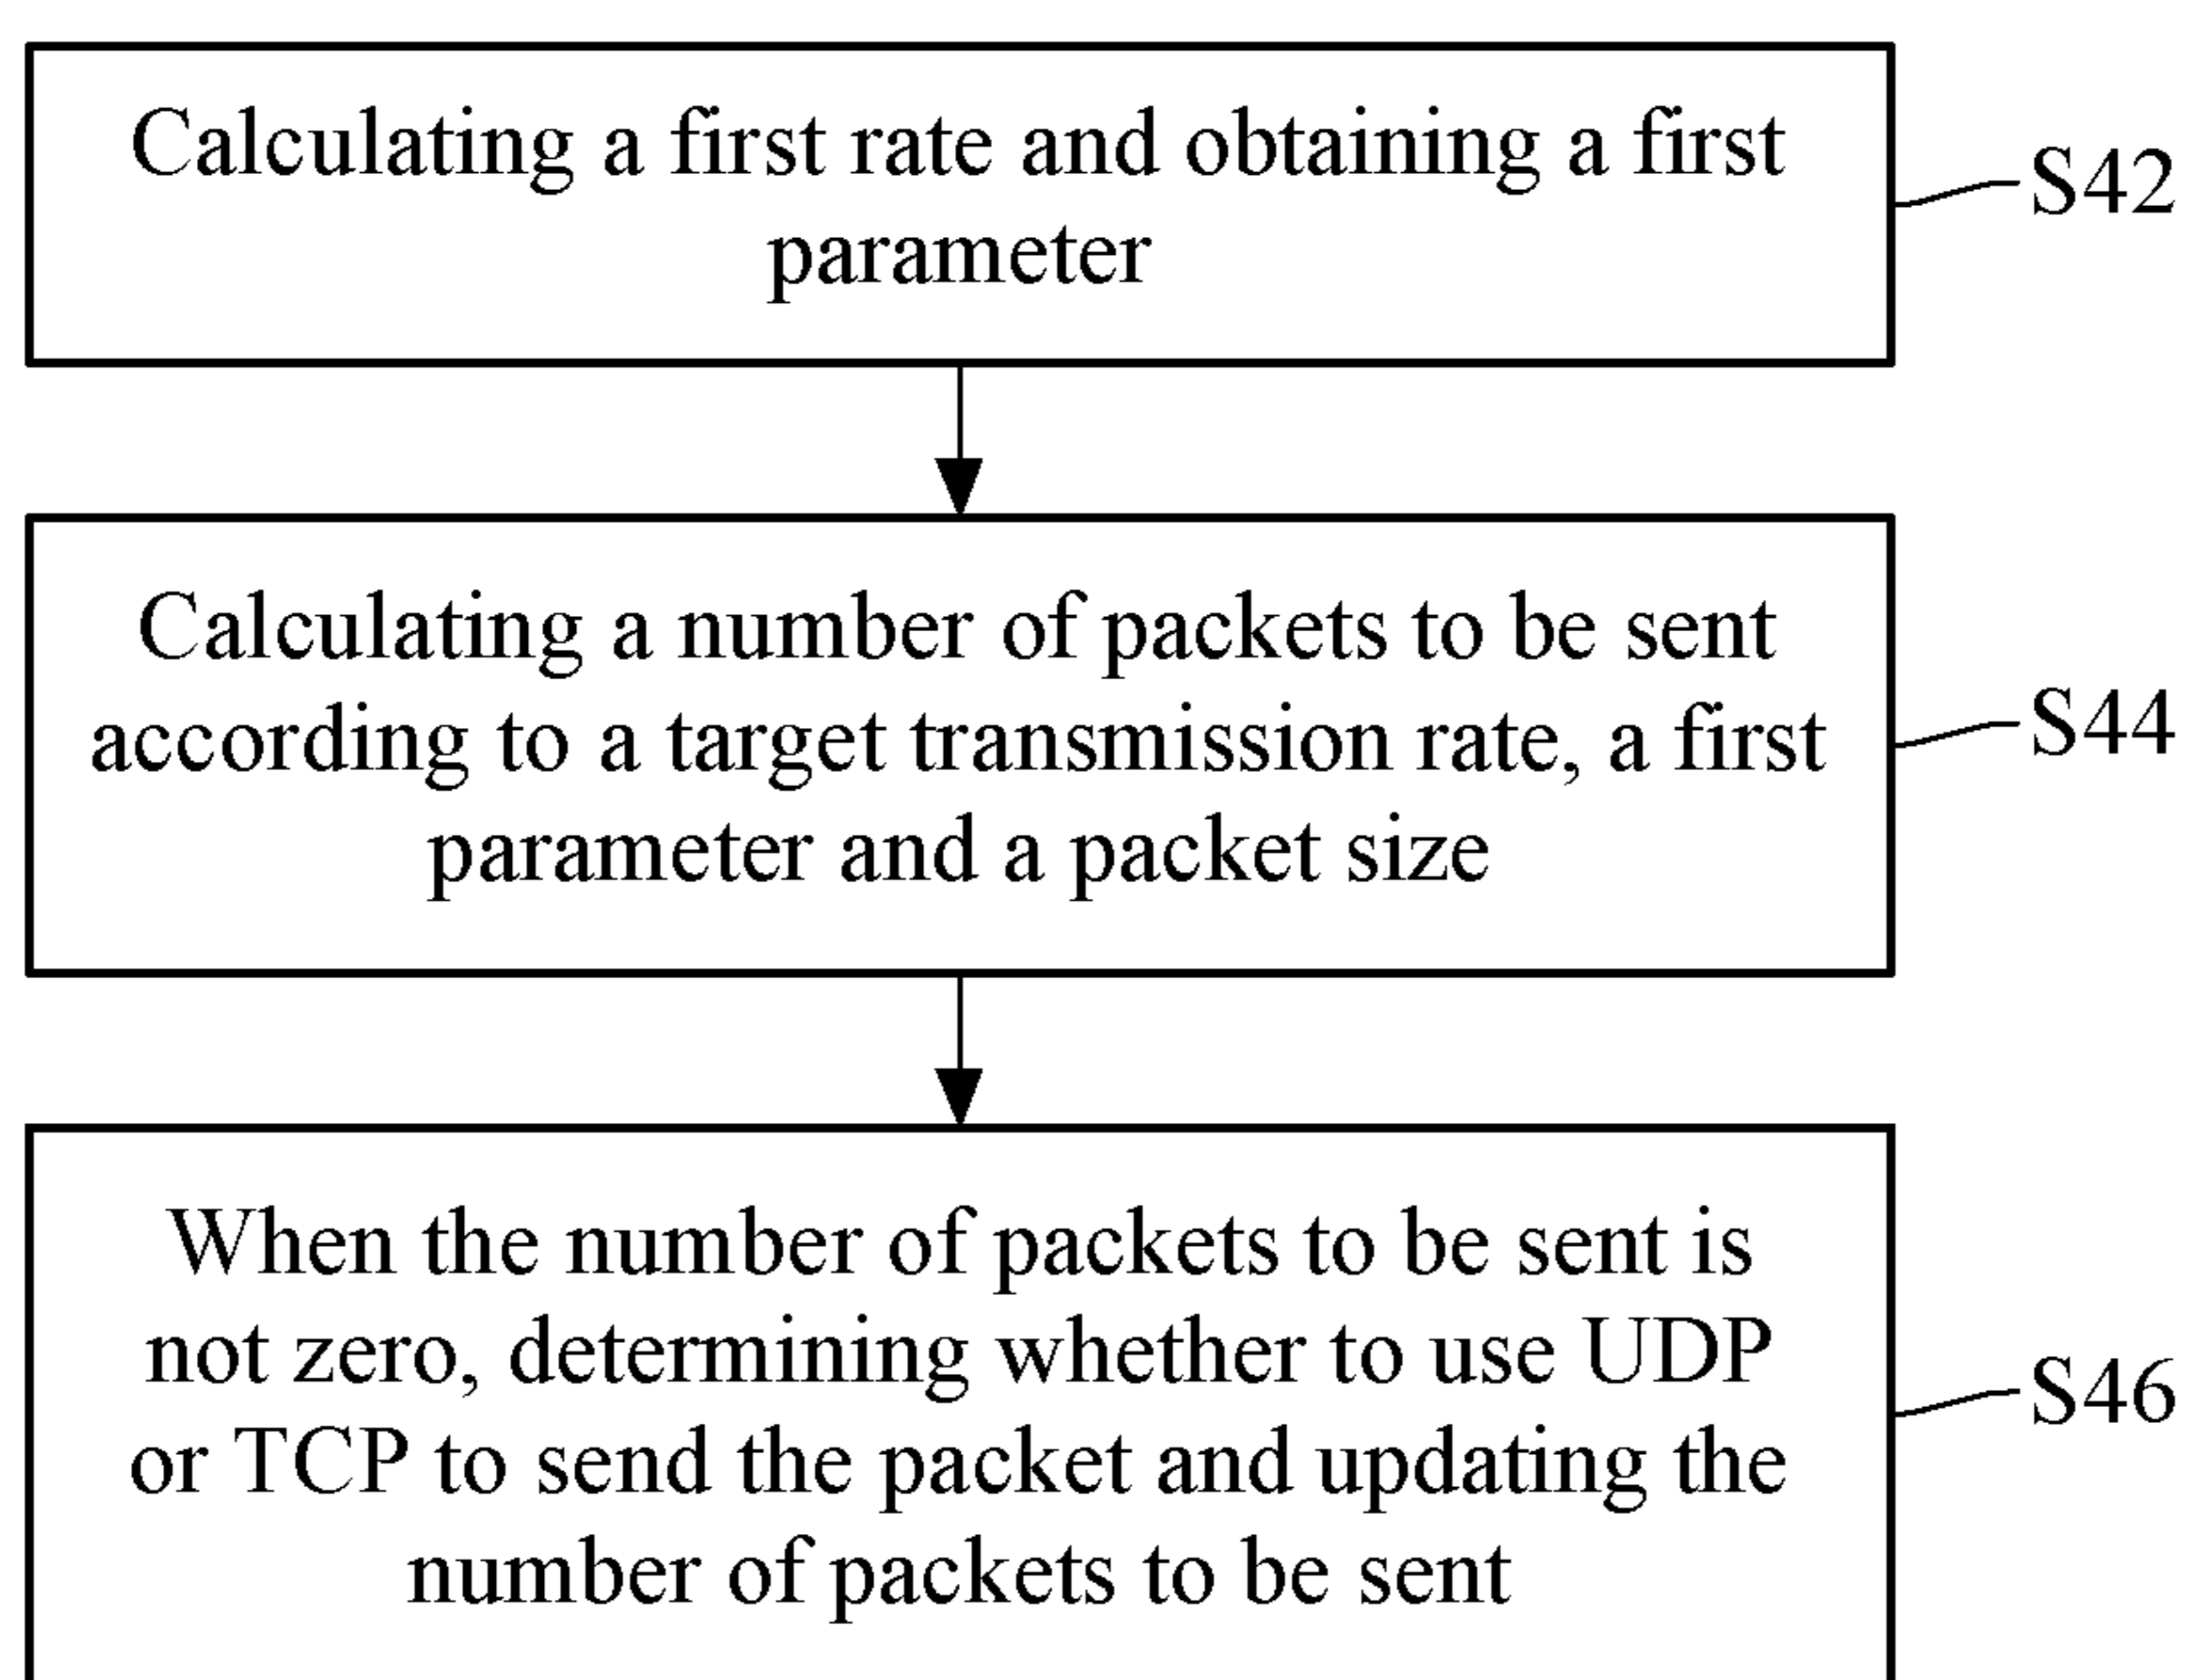 Calculating a first rate and obtaining a first
parameter
S42
Calculating a number of packets to be sent
according to a target transmission rate, a first
parameter and a packet size
S44
When the number of packets to be sent is
not zero, determining whether to use UDP
or TCP to send the packet and updating the
number of packets to be sent
S46